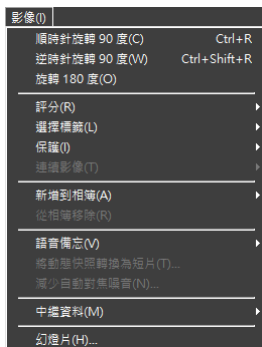 影像(I)
順時針旋轉 90 度(C) Ctrl+R
逆時針旋轉 90 度(W) Ctrl+Shift+R
旋轉 180 度(O)
評分(R)
選擇標籤(L)
保護(I)
連續影像(T)
新增到相簿(A)
從相簿移除(R)
語音備忘(V)
將動態快照轉換為短片(T)...
減少自動對焦噪音(N)...
中繼資料(M)
幻燈片(H)...